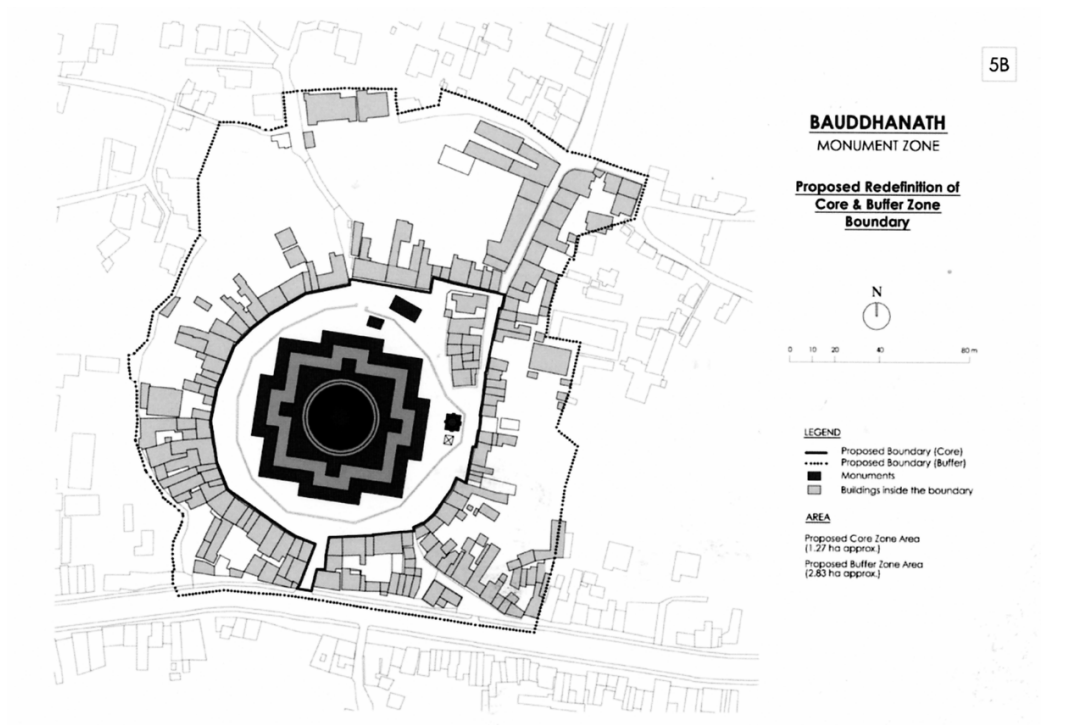 5B
BAUDDHANATH
MONUMENT ZONE
Proposed Redefinition of
Core & Buffer Zone
Boundary
N
0 10 20 40 80 m
LEGEND
Proposed Boundary (Core)
Proposed Boundary (Buffer)
Monuments
Buildings inside the boundary
AREA
Proposed Core Zone Area
(1.27 ha approx.)
Proposed Buffer Zone Area
(2.83 ha approx.)